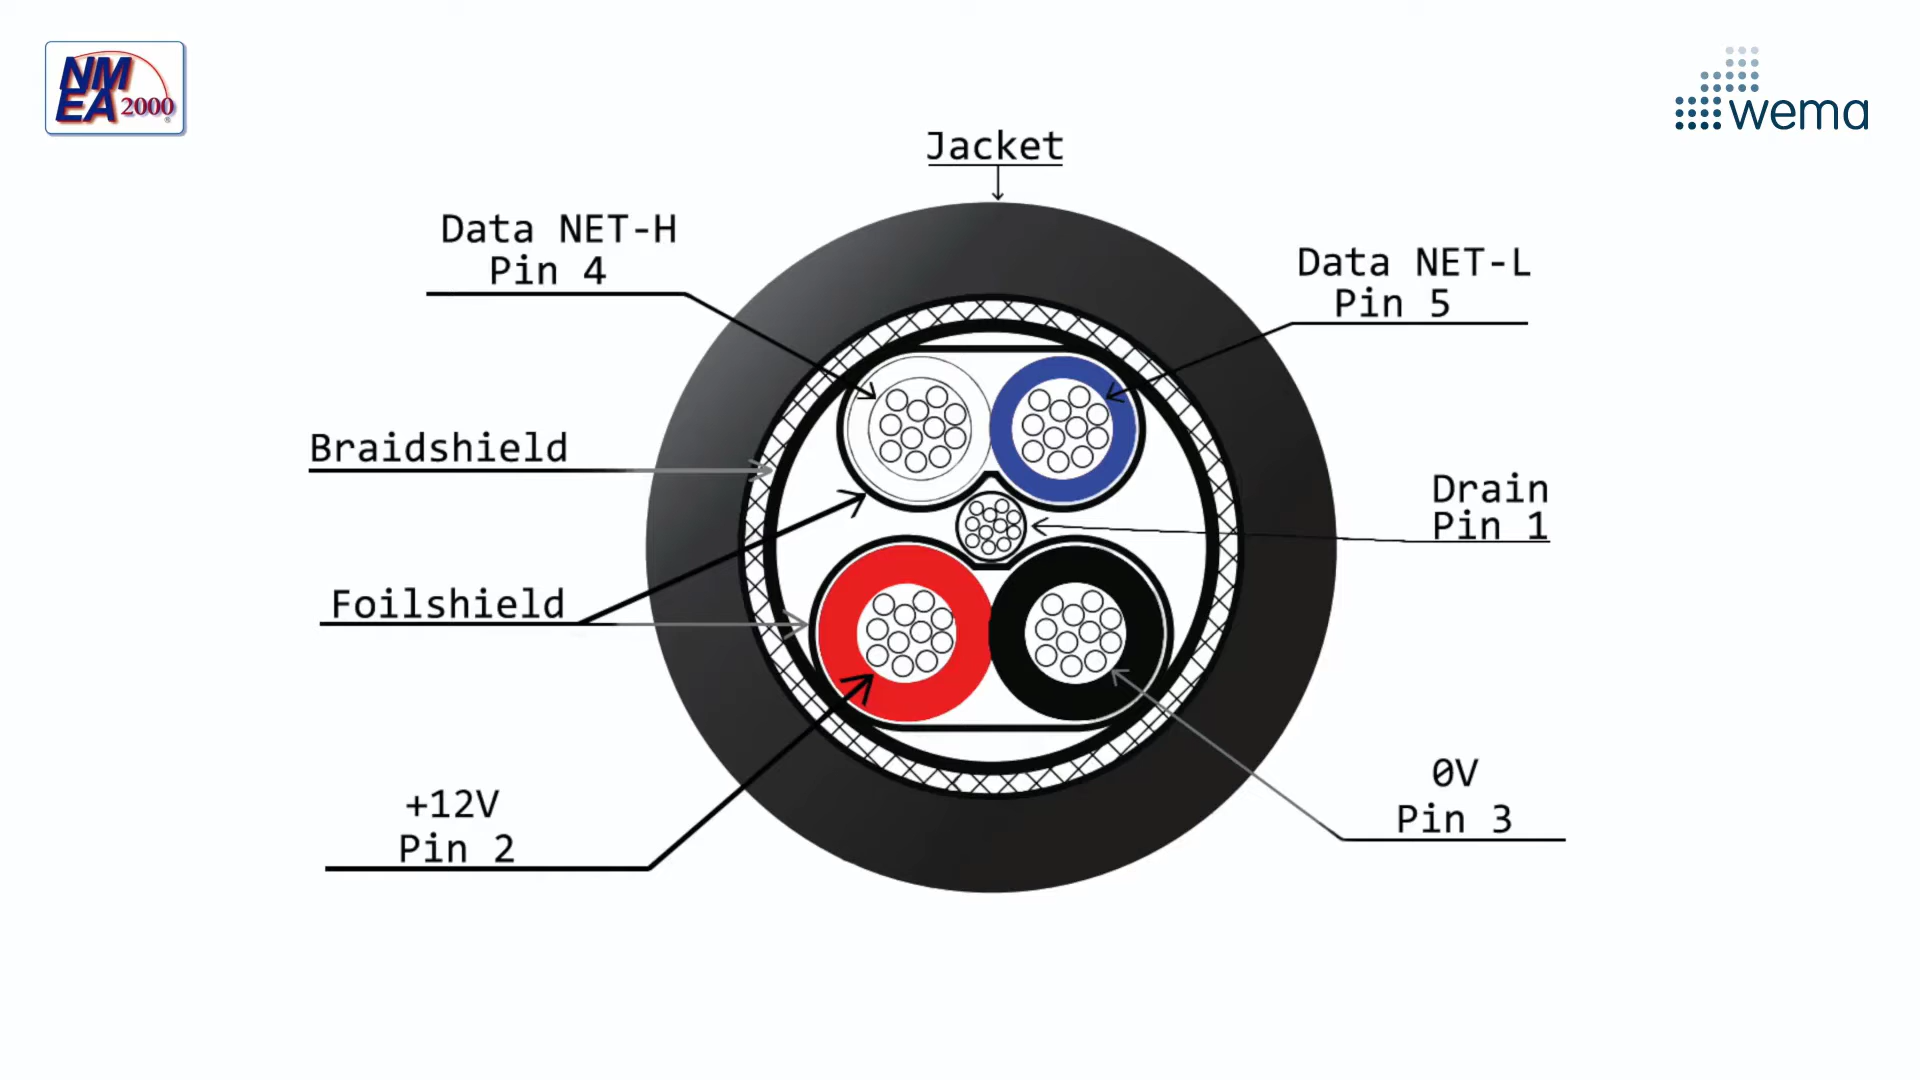 NM
EA 2000®
wema
Jacket
Data NET-H
Pin 4
Data NET-L
Pin 5
Braidshield
Drain
Pin 1
Foilshield
+12V
Pin 2
0V
Pin 3